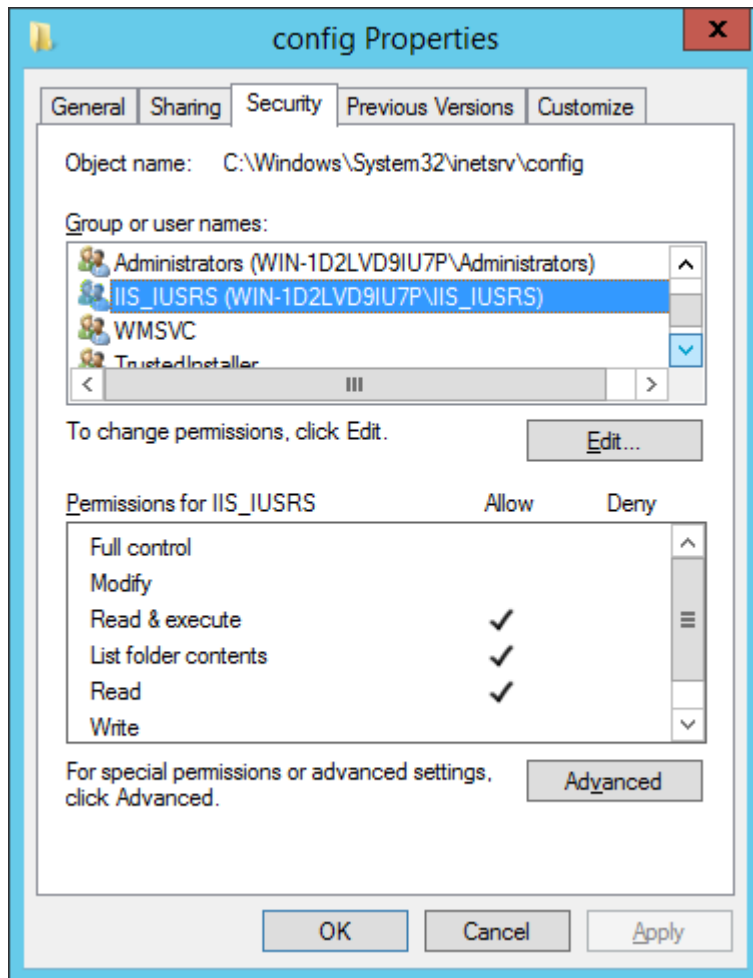 config Properties
x
General Sharing Security Previous Versions Customize
Object name: C:\Windows\System32\inetsrv\config
Group or user names:
Administrators (WIN-1D2LVD9IU7P\Administrators)
IIS_IUSRS (WIN-1D2LVD9IU7P\IIS_IUSRS)
WMSVC
TrustedInstaller
To change permissions, click Edit.
Edit...
Permissions for IIS_IUSRS Allow Deny
Full control
Modify
Read & execute
List folder contents
Read
Write
For special permissions or advanced settings,
click Advanced.
Advanced
OK Cancel Apply